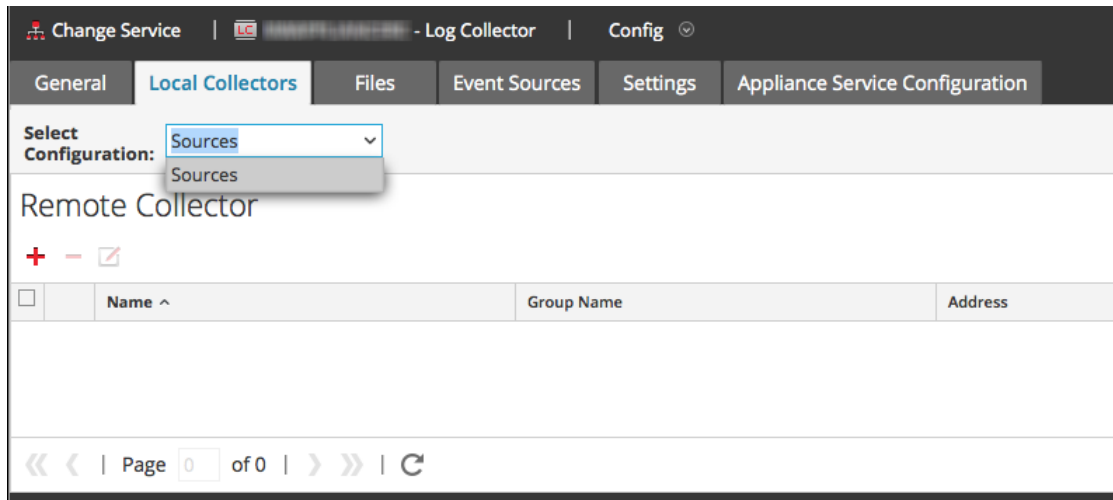 Change Service | LC - Log Collector | Config
General Local Collectors Files Event Sources Settings Appliance Service Configuration
Select
Configuration:
Sources
Sources
Remote Collector
Name Group Name Address
Page 0 of 0 |